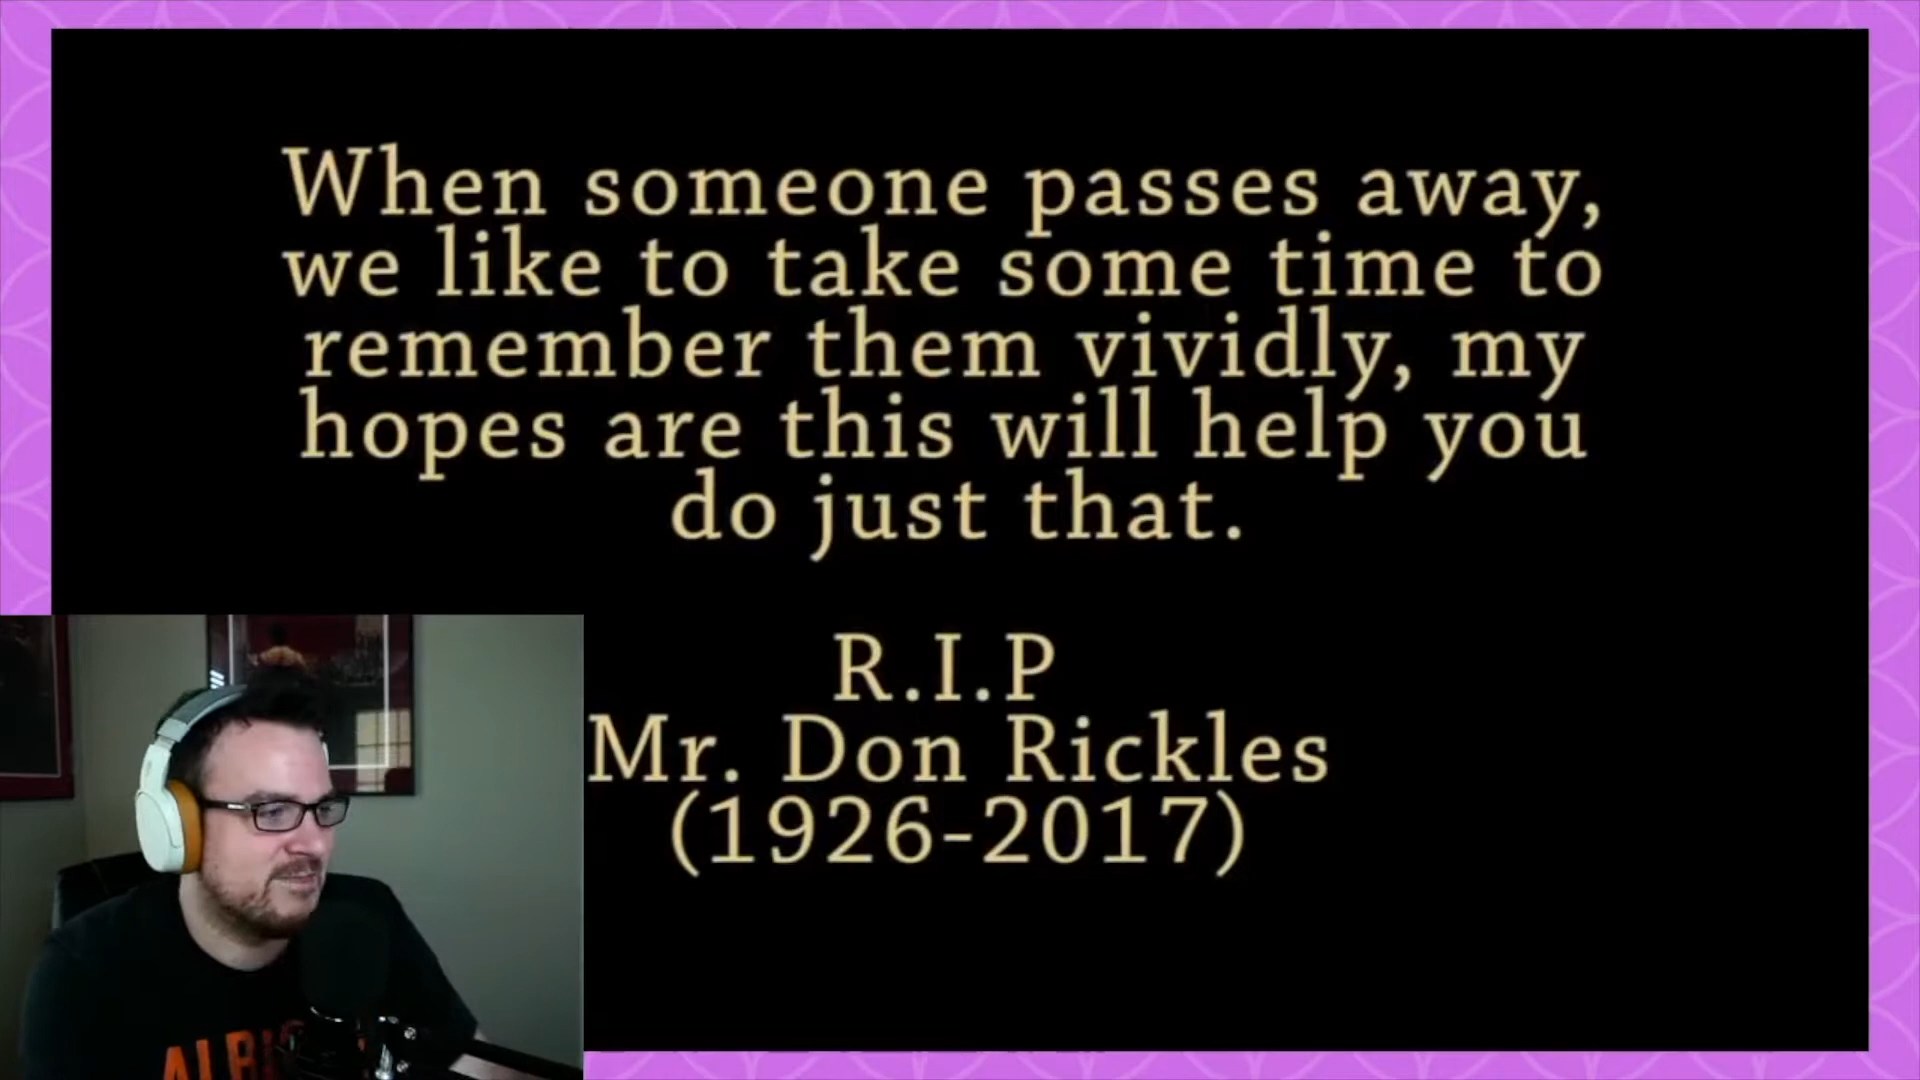 When someone passes away,
we like to take some time to
remember them vividly, my
hopes are this will help you
do just that.
R.I.P
Mr. Don Rickles
(1926-2017)